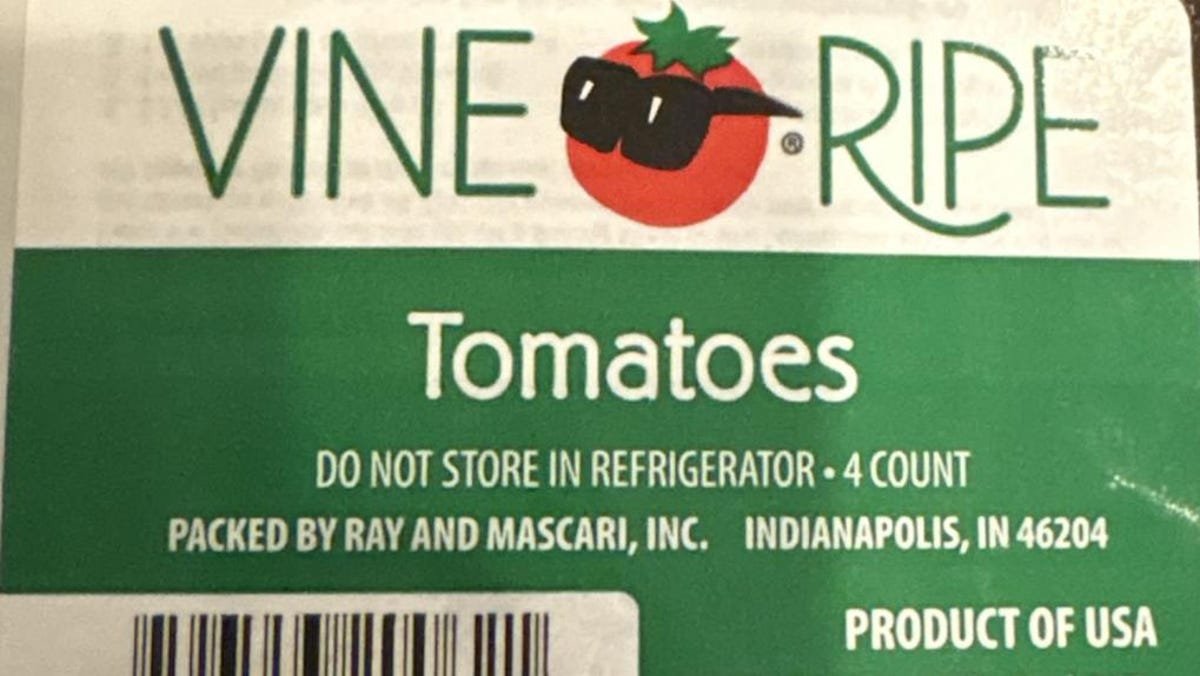 VINE RIPE
®
Tomatoes
DO NOT STORE IN REFRIGERATOR • 4 COUNT
PACKED BY RAY AND MASCARI, INC. INDIANAPOLIS, IN 46204
PRODUCT OF USA